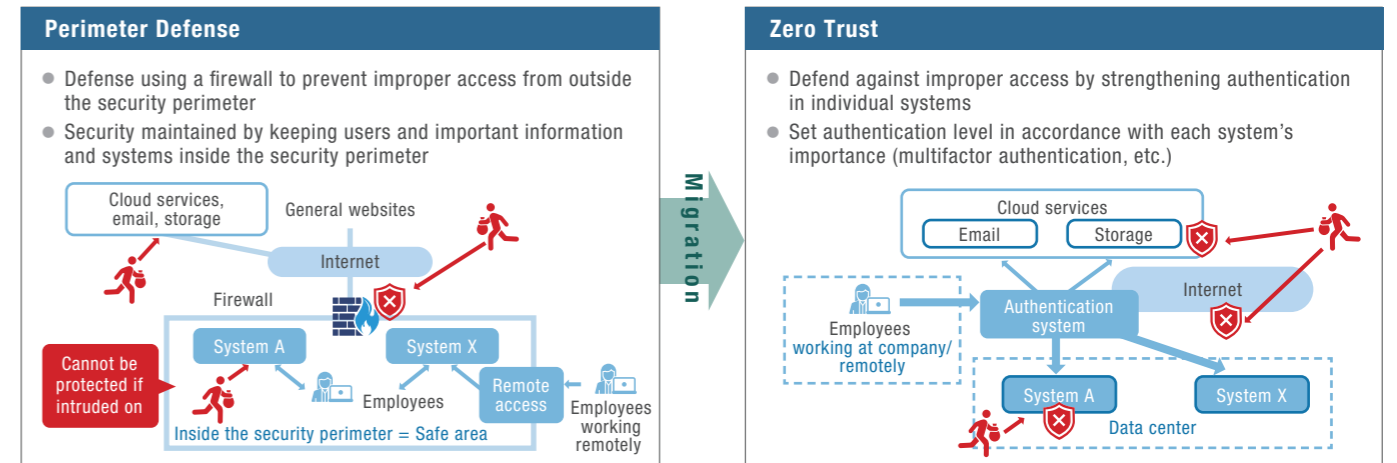 Perimeter Defense
● Defense using a firewall to prevent improper access from outside
the security perimeter
● Security maintained by keeping users and important information
and systems inside the security perimeter
Cloud services,
email, storage
General websites
Internet
Firewall
System A
System X
Cannot be
protected if
intruded on
Employees
Remote
access
Employees
working
remotely
Inside the security perimeter = Safe area
Migration
Zero Trust
● Defend against improper access by strengthening authentication
in individual systems
● Set authentication level in accordance with each system's
importance (multifactor authentication, etc.)
Cloud services
Email
Storage
Internet
Authentication
system
Employees
working at company/
remotely
System A
System X
Data center